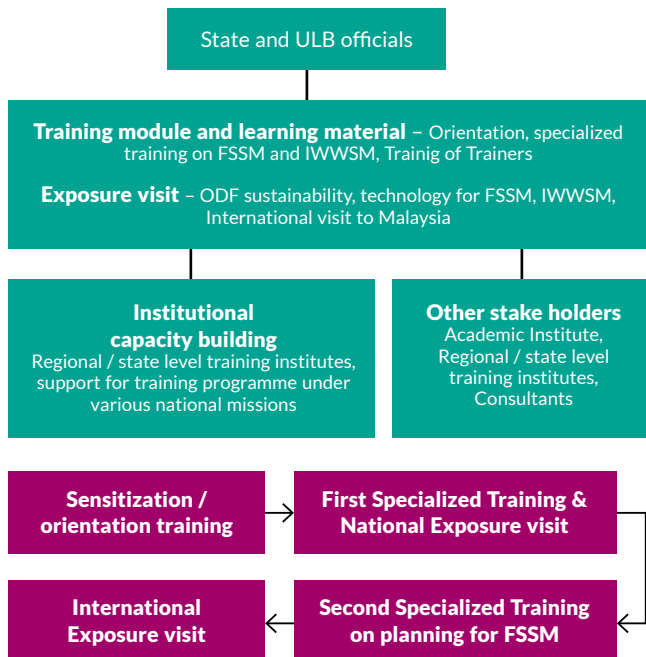 State and ULB officials
Training module and learning material – Orientation, specialized
training on FSSM and IWWSM, Trainig of Trainers
Exposure visit – ODF sustainability, technology for FSSM, IWWSM,
International visit to Malaysia
Institutional
capacity building
Regional / state level training institutes,
support for training programme under
various national missions
Other stake holders
Academic Institute,
Regional / state level
training institutes,
Consultants
Sensitization /
orientation training
First Specialized Training &
National Exposure visit
International
Exposure visit
Second Specialized Training
on planning for FSSM